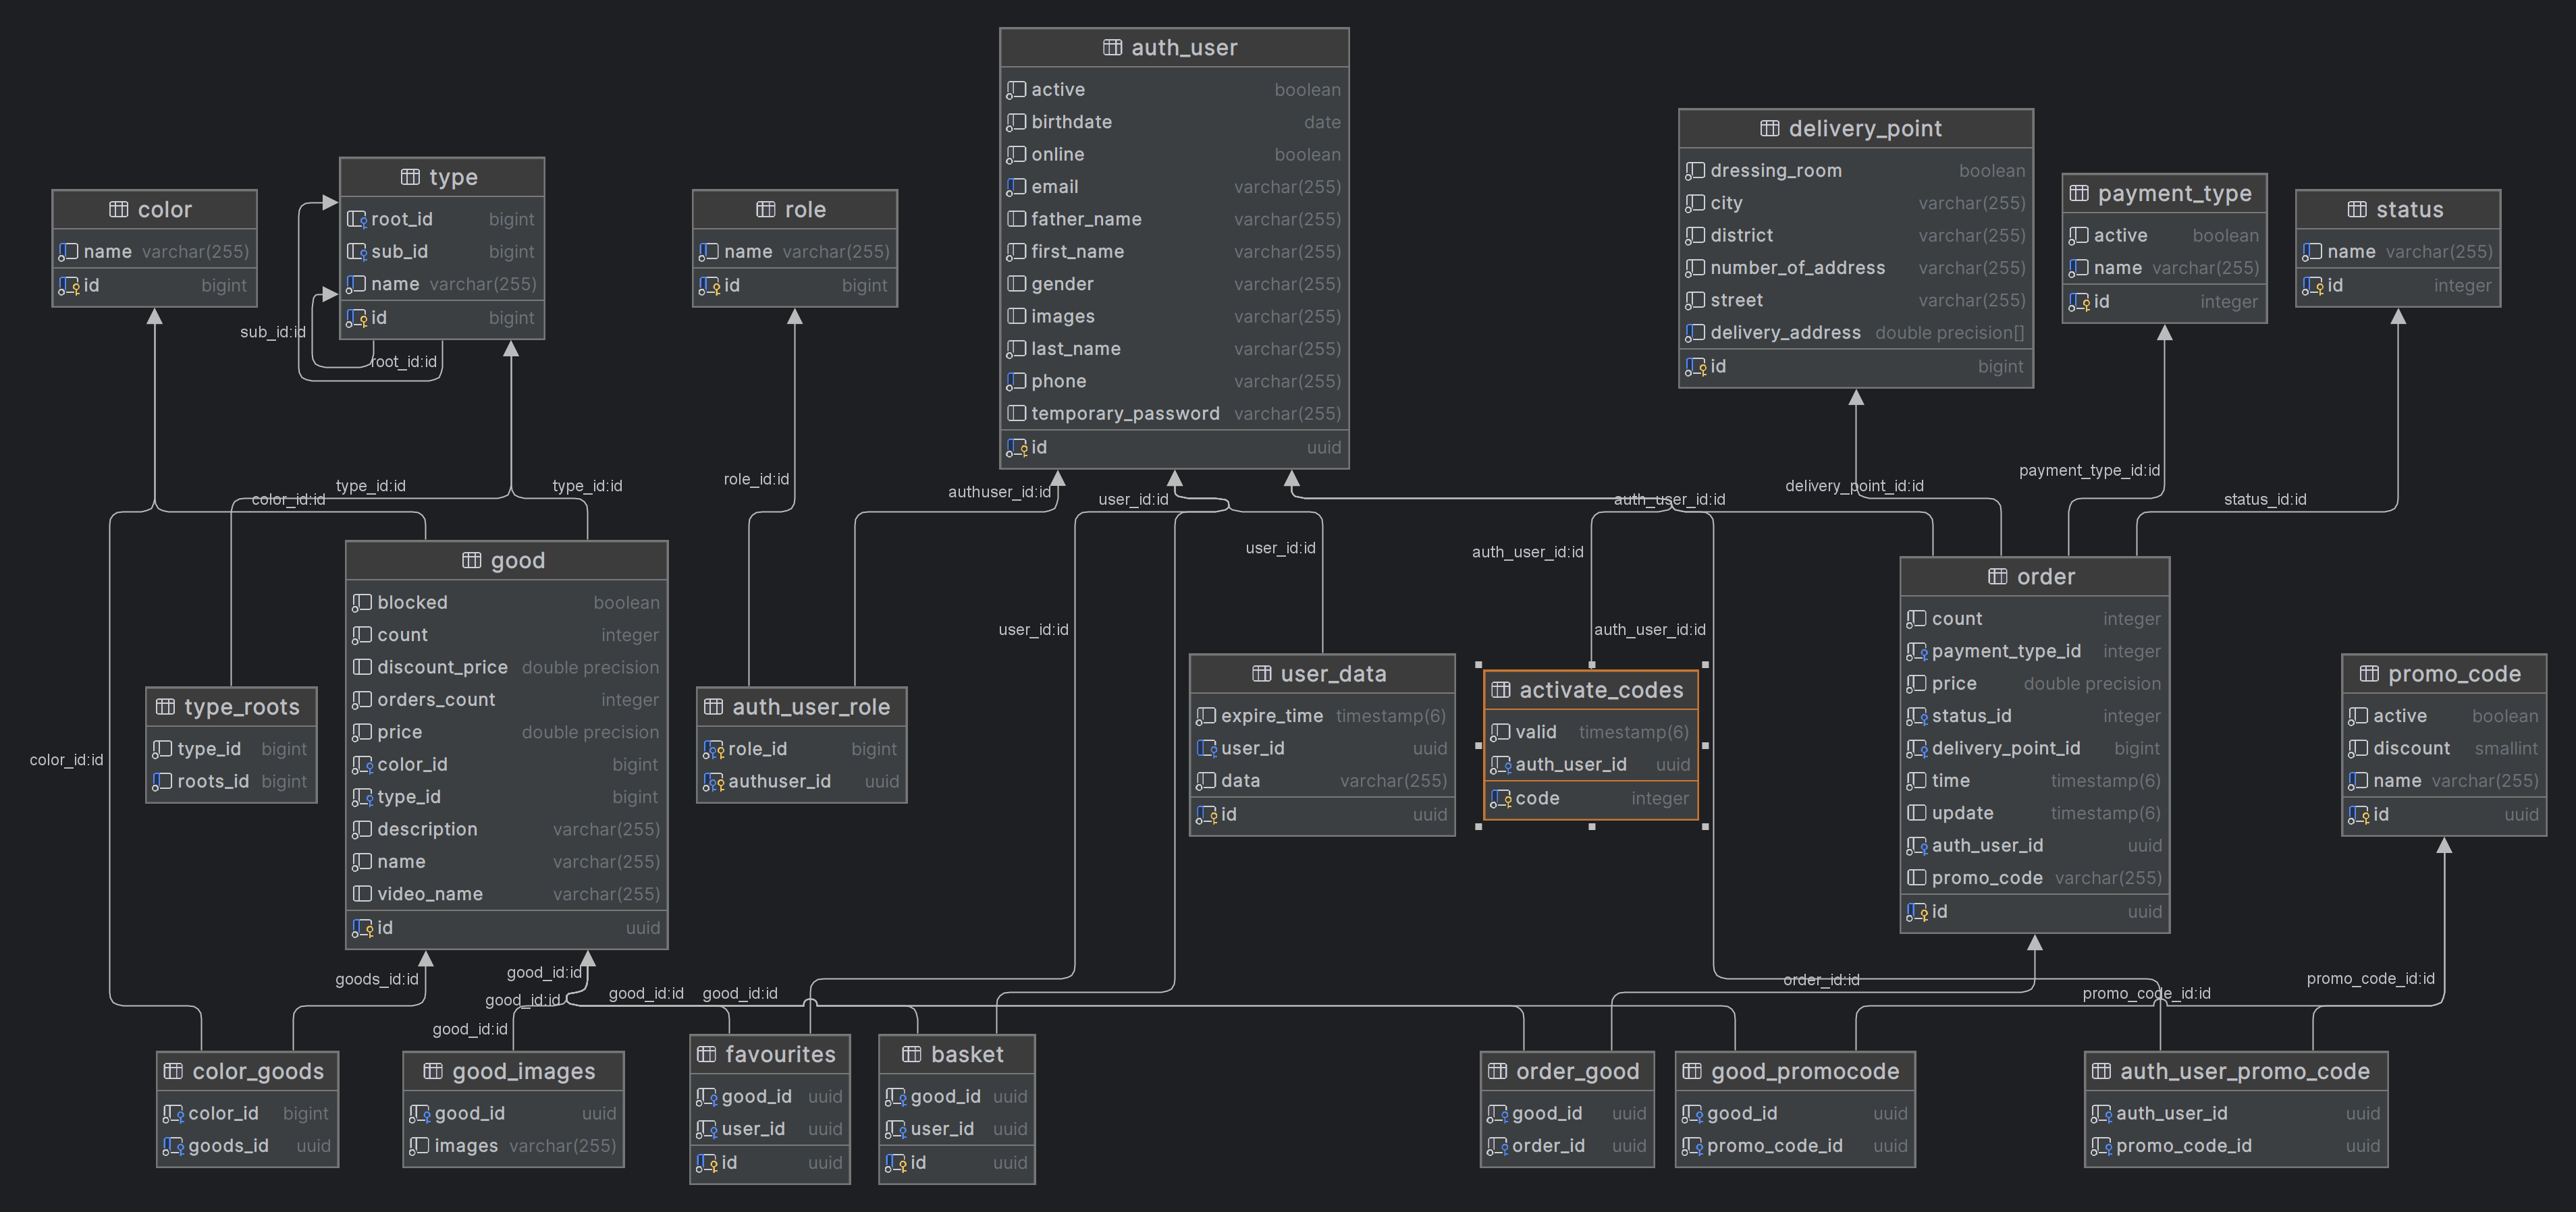 auth_user
active boolean
birthdate date
online boolean
email varchar(255)
father_name varchar(255)
first_name varchar(255)
gender varchar(255)
images varchar(255)
last_name varchar(255)
phone varchar(255)
temporary_password varchar(255)
id uuid
delivery_point
dressing_room boolean
city varchar(255)
district varchar(255)
number_of_address varchar(255)
street varchar(255)
delivery_address double precision[]
id bigint
type
root_id bigint
sub_id bigint
name varchar(255)
id bigint
payment_type
active boolean
name varchar(255)
id integer
color
name varchar(255)
id bigint
role
name varchar(255)
id bigint
status
name varchar(255)
id integer
sub_id:id
root_id:id
color_id:id
type_id:id
type_id:id
role_id:id
authuser_id:id
user_id:id
auth_user_id:id
delivery_point_id:id
payment_type_id:id
status_id:id
user_id:id
auth_user_id:id
user_id:id
auth_user_id:id
good
blocked boolean
count integer
discount_price double precision
orders_count integer
price double precision
color_id bigint
type_id bigint
description varchar(255)
name varchar(255)
video_name varchar(255)
id uuid
order
count integer
payment_type_id integer
price double precision
status_id integer
delivery_point_id bigint
time timestamp(6)
update timestamp(6)
auth_user_id uuid
promo_code varchar(255)
id uuid
type_roots
type_id bigint
roots_id bigint
auth_user_role
role_id bigint
authuser_id uuid
user_data
expire_time timestamp(6)
user_id uuid
data varchar(255)
id uuid
activate_codes
valid timestamp(6)
auth_user_id uuid
code integer
promo_code
active boolean
discount smallint
name varchar(255)
id uuid
color_id:id
goods_id:id
good_id:id
good_id:id
good_id:id
good_id:id
good_id:id
order_id:id
promo_code_id:id
promo_code_id:id
color_goods
color_id bigint
goods_id uuid
good_images
good_id uuid
images varchar(255)
favourites
good_id uuid
user_id uuid
id uuid
basket
good_id uuid
user_id uuid
id uuid
order_good
good_id uuid
order_id uuid
good_promocode
good_id uuid
promo_code_id uuid
auth_user_promo_code
auth_user_id uuid
promo_code_id uuid